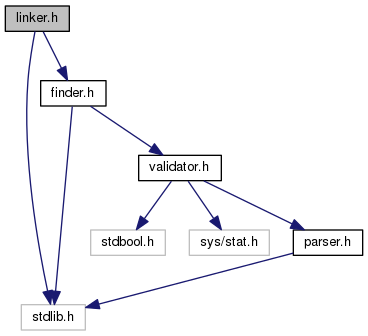 linker.h
finder.h
validator.h
stdbool.h
sys/stat.h
parser.h
stdlib.h